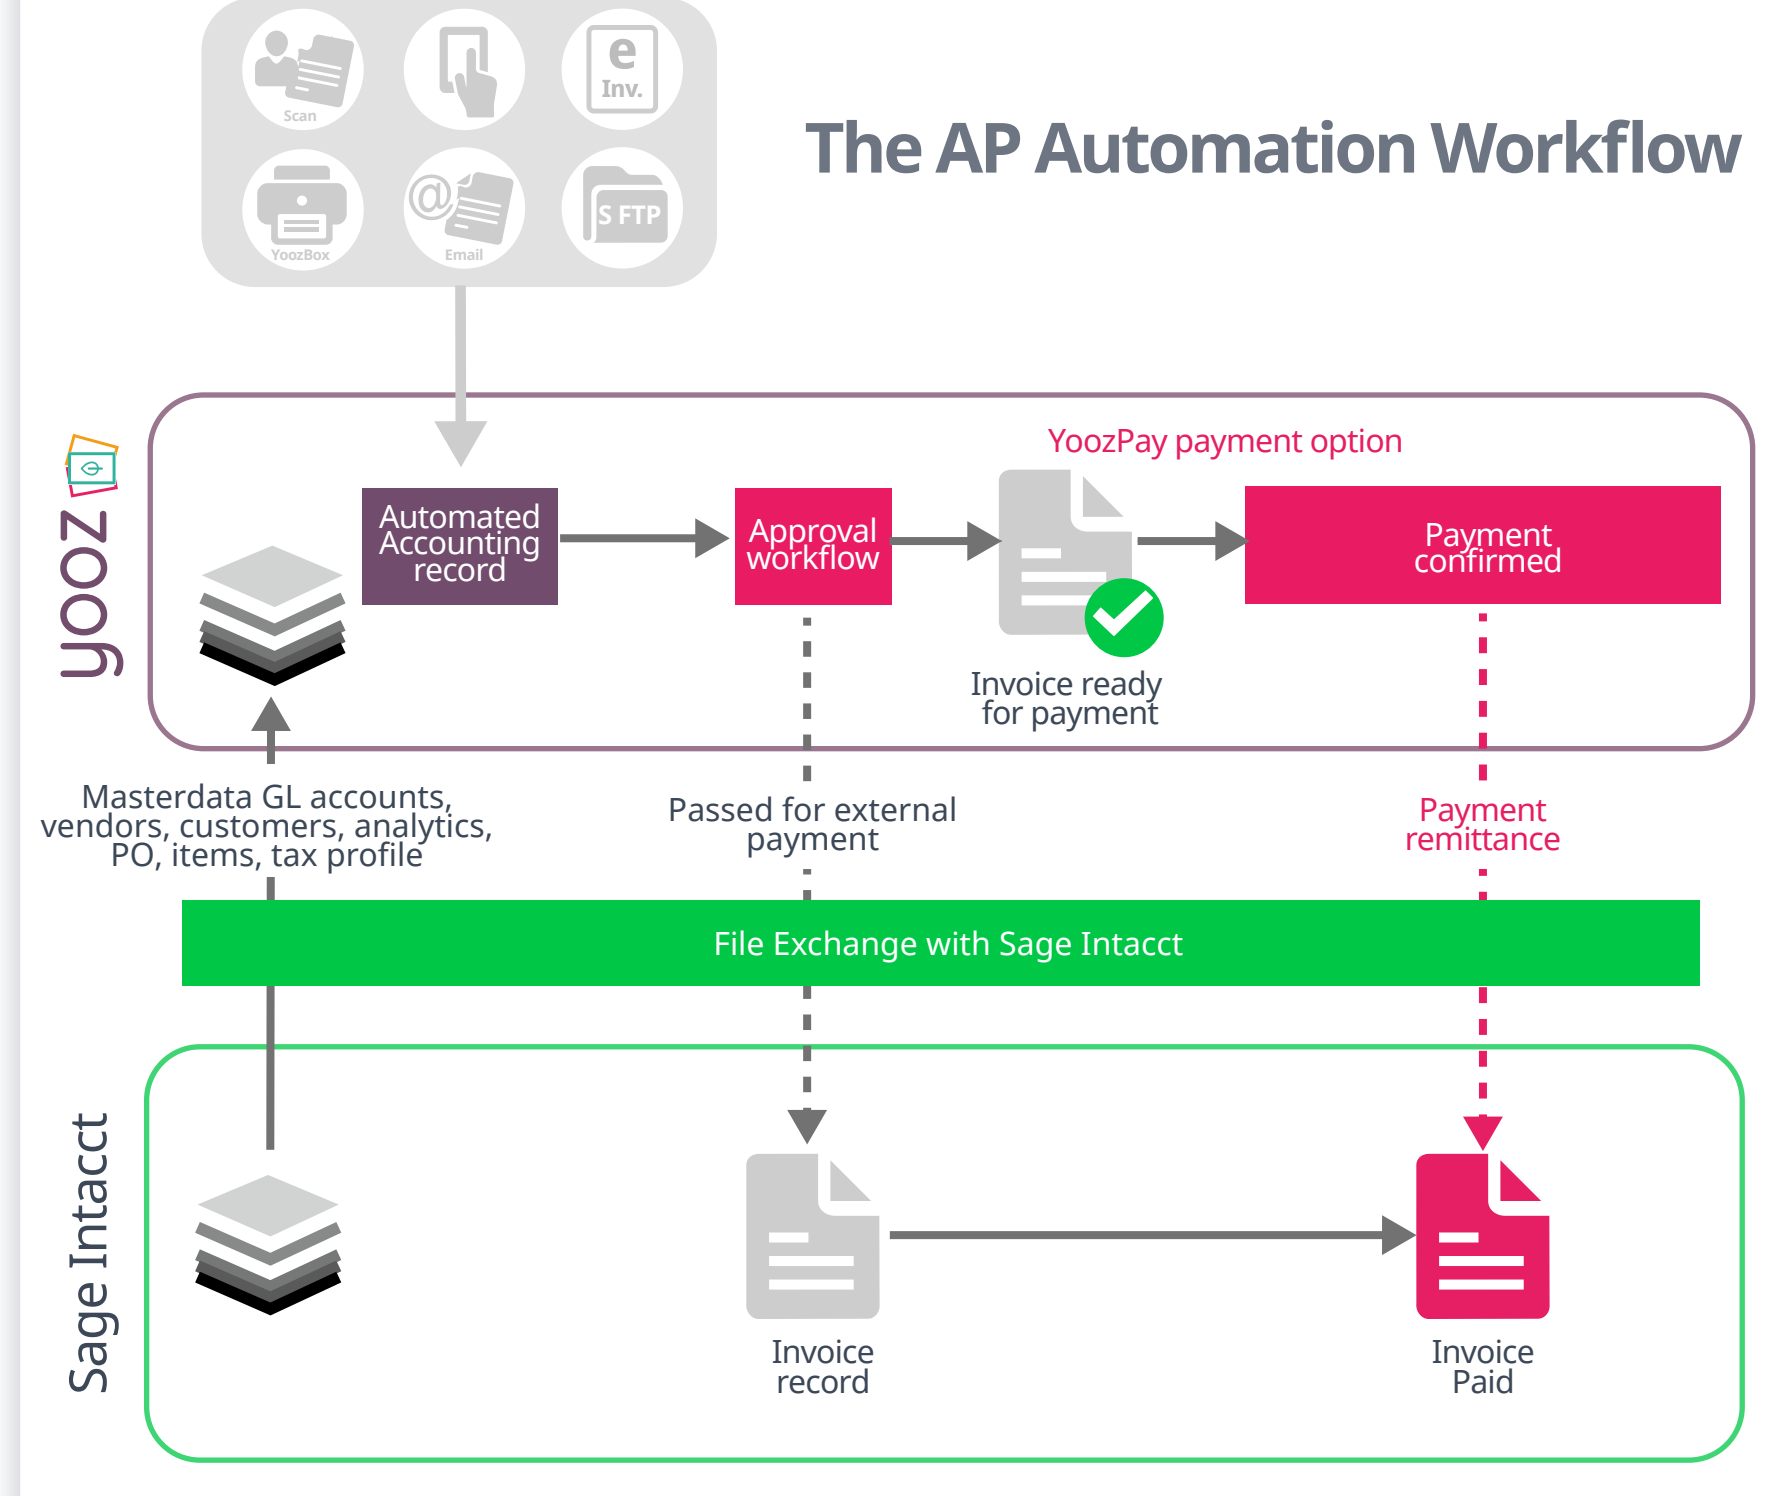 Scan
e
Inv.
YoozBox
Email
S FTP
The AP Automation Workflow
yooz
YoozPay payment option
Automated
Accounting
record
Approval
workflow
Payment
confirmed
Invoice ready
for payment
Masterdata GL accounts,
vendors, customers, analytics,
PO, items, tax profile
Passed for external
payment
Payment
remittance
File Exchange with Sage Intacct
Sage Intacct
Invoice
record
Invoice
Paid